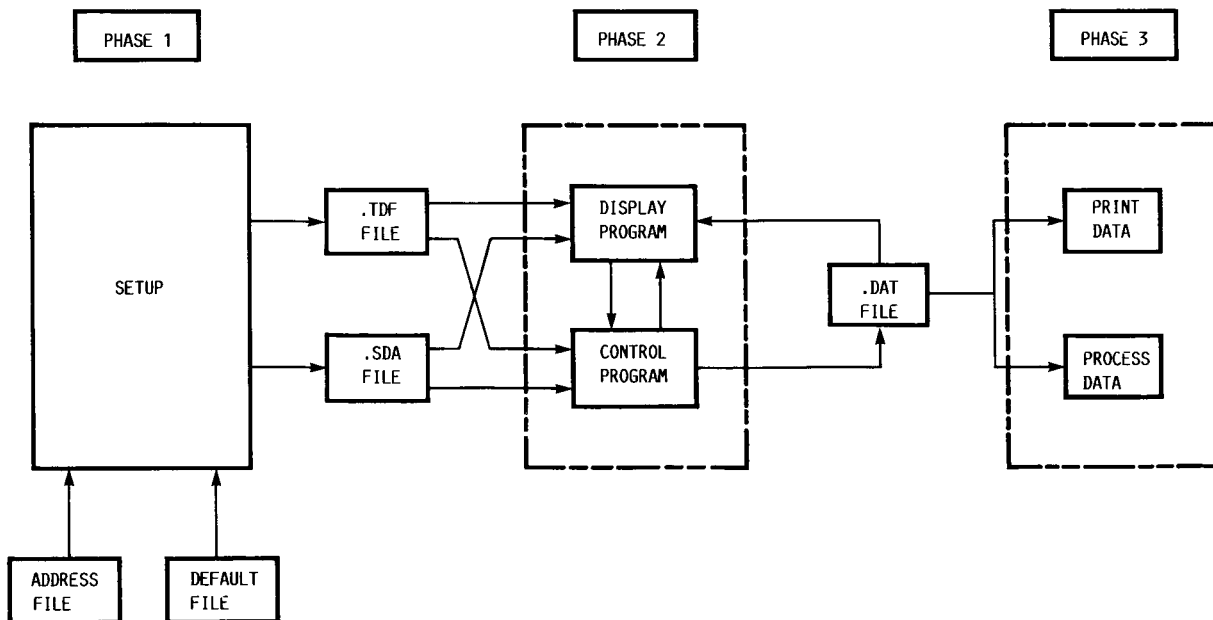 PHASE 1
PHASE 2
PHASE 3
SETUP
.TDF
FILE
.SDA
FILE
DISPLAY
PROGRAM
CONTROL
PROGRAM
.DAT
FILE
PRINT
DATA
PROCESS
DATA
ADDRESS
FILE
DEFAULT
FILE